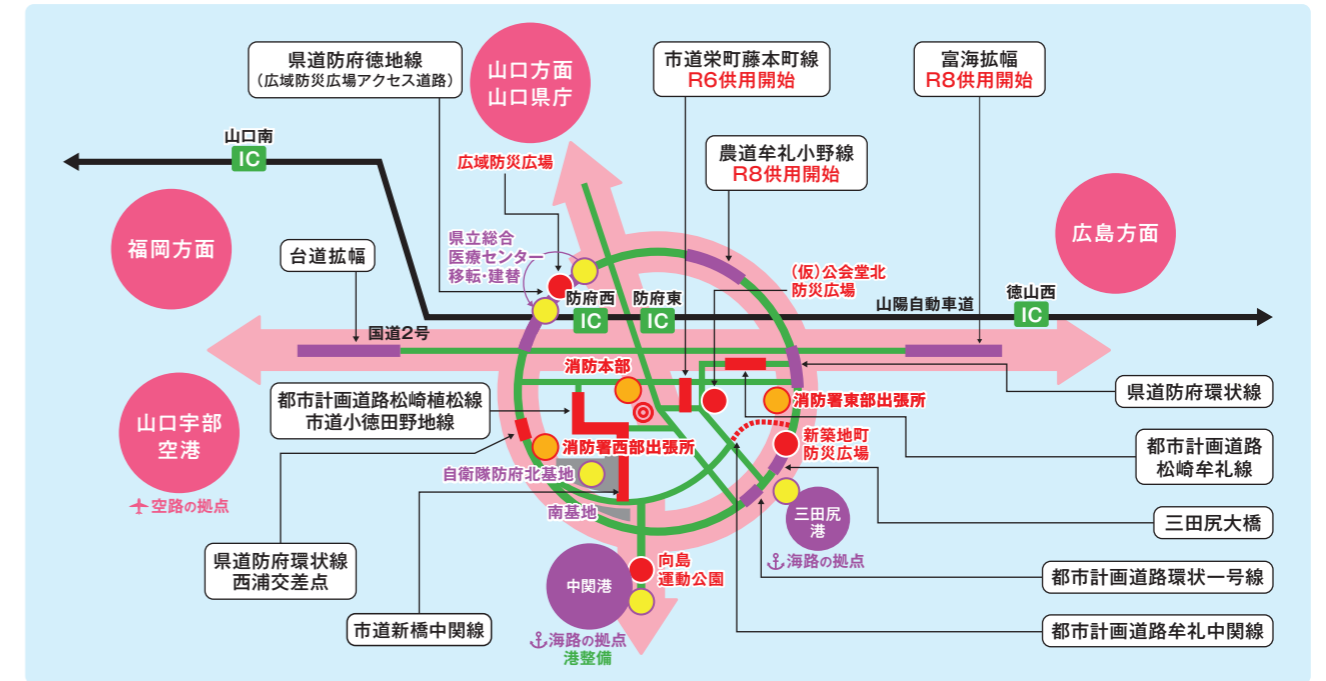 県道防府徳地線
(広域防災広場アクセス道路)
山口方面
山口県庁
市道栄町藤本町線
R6供用開始
富海拡幅
R8供用開始
山口南
IC
広域防災広場
農道牟礼小野線
R8供用開始
福岡方面
台道拡幅
県立総合
医療センター
移転・建替
(仮)公会堂北
防災広場
広島方面
防府西
IC
防府東
IC
山陽自動車道
徳山西
IC
国道2号
消防本部
山口宇部
空港
空路の拠点
都市計画道路松崎植松線
市道小徳田野地線
消防署東部出張所
県道防府環状線
消防署西部出張所
新築地町
防災広場
都市計画道路
松崎牟礼線
自衛隊防府北基地
南基地
三田尻
港
海路の拠点
三田尻大橋
県道防府環状線
西浦交差点
中関港
向島
運動公園
都市計画道路環状一号線
市道新橋中関線
海路の拠点
港整備
都市計画道路牟礼中関線